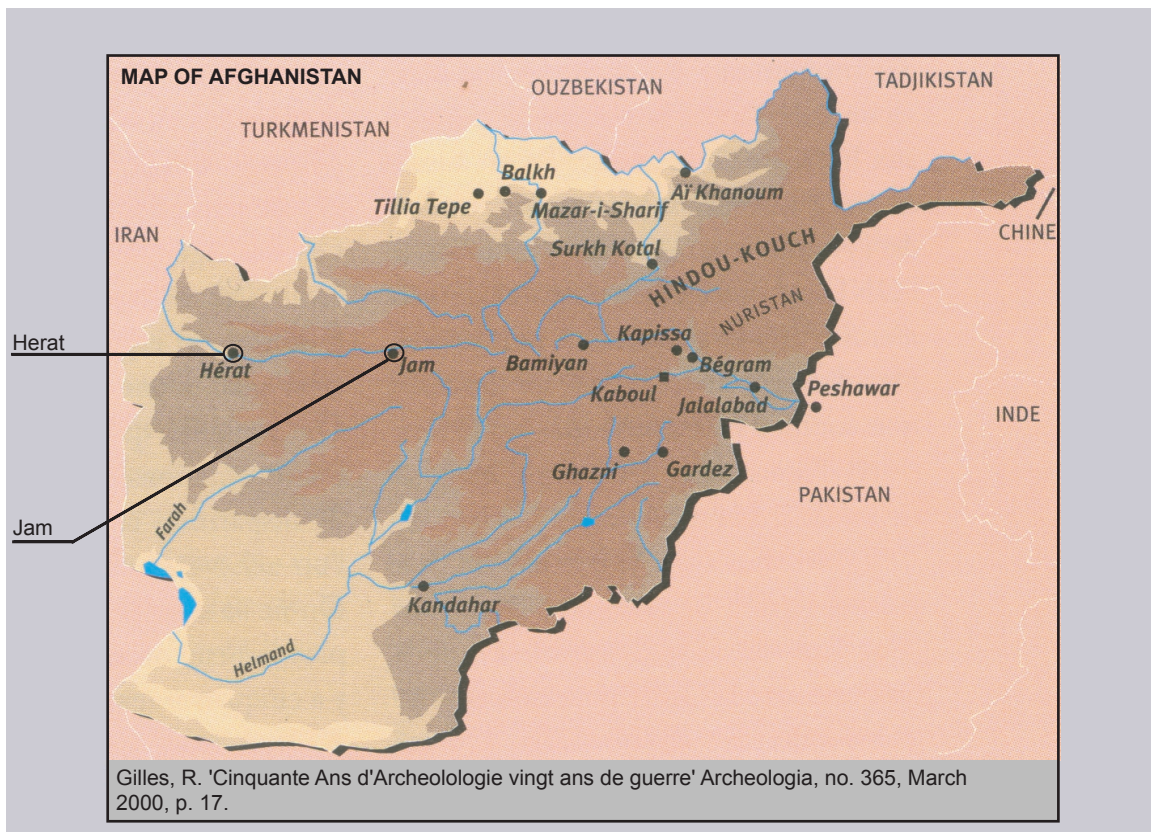 MAP OF AFGHANISTAN
OUZBEKISTAN
TADJIKISTAN
TURKMENISTAN
Balkh
Aï Khanoum
Tillia Tepe
Mazar-i-Sharif
IRAN
CHINE
Surkh Kotal
HINDOU-KOUCH
NURISTAN
Herat
Kapissa
Hérat
Jam
Bamiyan
Bégram
Kaboul
Jalalabad
Peshawar
INDE
Ghazni
Gardez
PAKISTAN
Jam
Farah
Kandahar
Helmand
Gilles, R. 'Cinquante Ans d'Archeolologie vingt ans de guerre' Archeologia, no. 365, March
2000, p. 17.